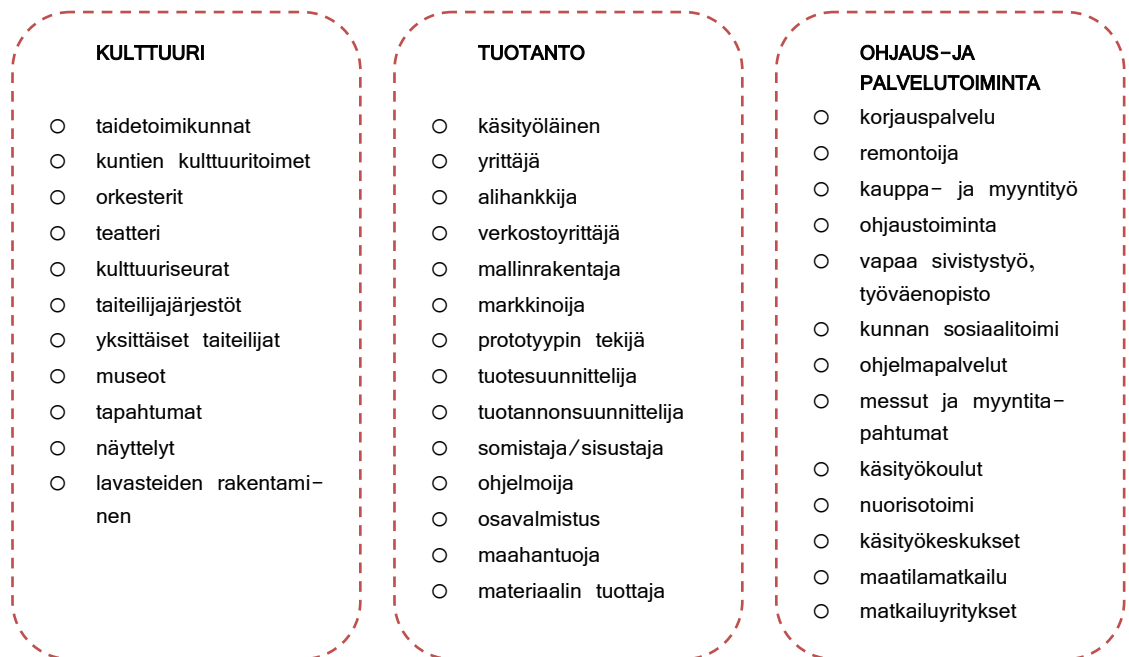 KULTTUURI
taidetoimikunnat
kuntien kulttuuritoimet
orkesterit
teatteri
kulttuuriseurat
taiteilijajärjestöt
yksittäiset taiteilijat
museot
tapahtumat
näyttelyt
lavasteiden rakentami-
nen
TUOTANTO
käsityöläinen
yrittäjä
alihankkija
verkostoyrittäjä
mallinrakentaja
markkinoija
prototyypin tekijä
tuotesuunnittelija
tuotannonsuunnittelija
somistaja/sisustaja
ohjelmoija
osavalmistus
maahantuoja
materiaalin tuottaja
OHJAUS-JA
PALVELUTOIMINTA
korjauspalvelu
remontoija
kauppa- ja myyntityö
ohjaustoiminta
vapaa sivistystyö,
työväenopisto
kunnan sosiaalitoimi
ohjelmapalvelut
messut ja myyntita-
pahtumat
käsityökoulut
nuorisotoimi
käsityökeskukset
maatilamatkailu
matkailuyritykset